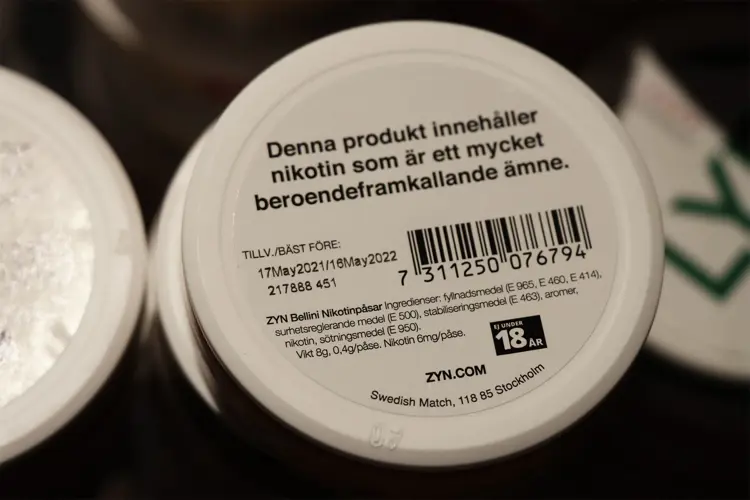 Denna produkt innehåller
nikotin som är ett mycket
beroendeframkallande ämne.
TILLV./BÄST FÖRE:
17May2021/16May2022
217888 451
7 311250 076794
ZYN Bellini Nikotinpåsar Ingredienser: fyllnadsmedel (E 965, E 460, E 414),
surhetsreglerande medel (E 500), stabiliseringsmedel (E 463), aromer,
nikotin, sötningsmedel (E 950).
Vikt 8g, 0,4g/påse. Nikotin 6mg/påse.
EJ UNDER
18 ÅR
ZYN.COM
Swedish Match, 118 85 Stockholm